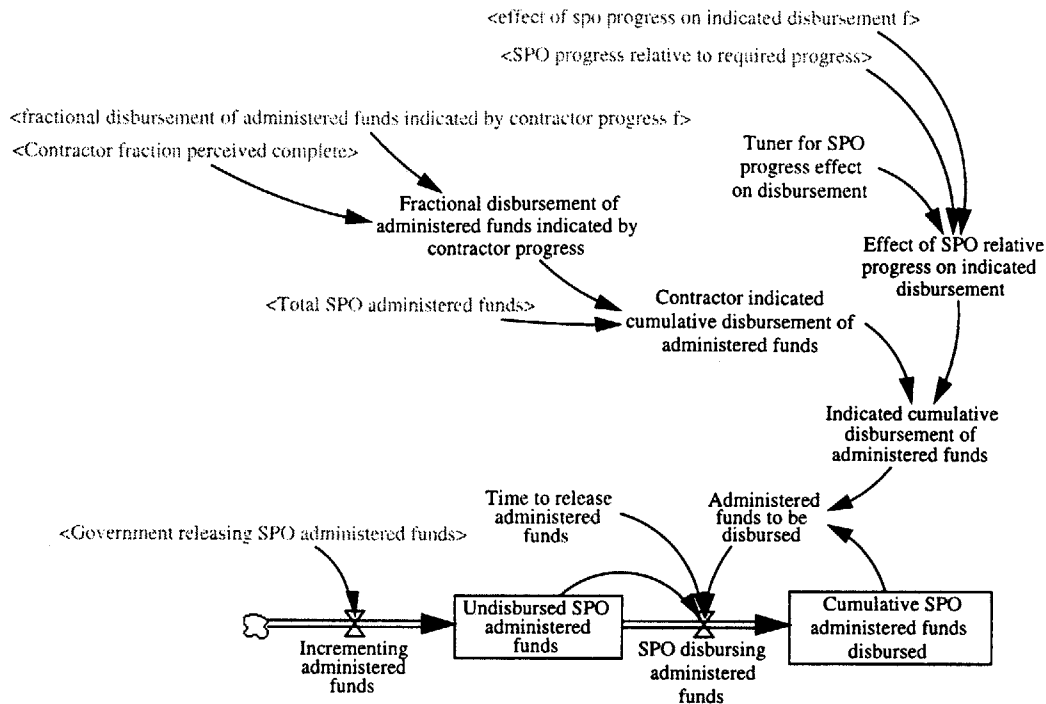 <effect of spo progress on indicated disbursement f>
<SPO progress relative to required progress>
<fractional disbursement of administered funds indicated by contractor progress f>
<Contractor fraction perceived complete>
Tuner for SPO
progress effect
on disbursement
Fractional disbursement of
administered funds indicated by
contractor progress
Effect of SPO relative
progress on indicated
disbursement
<Total SPO administered funds>
Contractor indicated
cumulative disbursement of
administered funds
Indicated cumulative
disbursement of
administered funds
Time to release
administered
funds
Administered
funds to be
disbursed
<Government releasing SPO administered funds>
Undisbursed SPO
administered
funds
Cumulative SPO
administered funds
disbursed
Incrementing
administered
funds
SPO disbursing
administered
funds